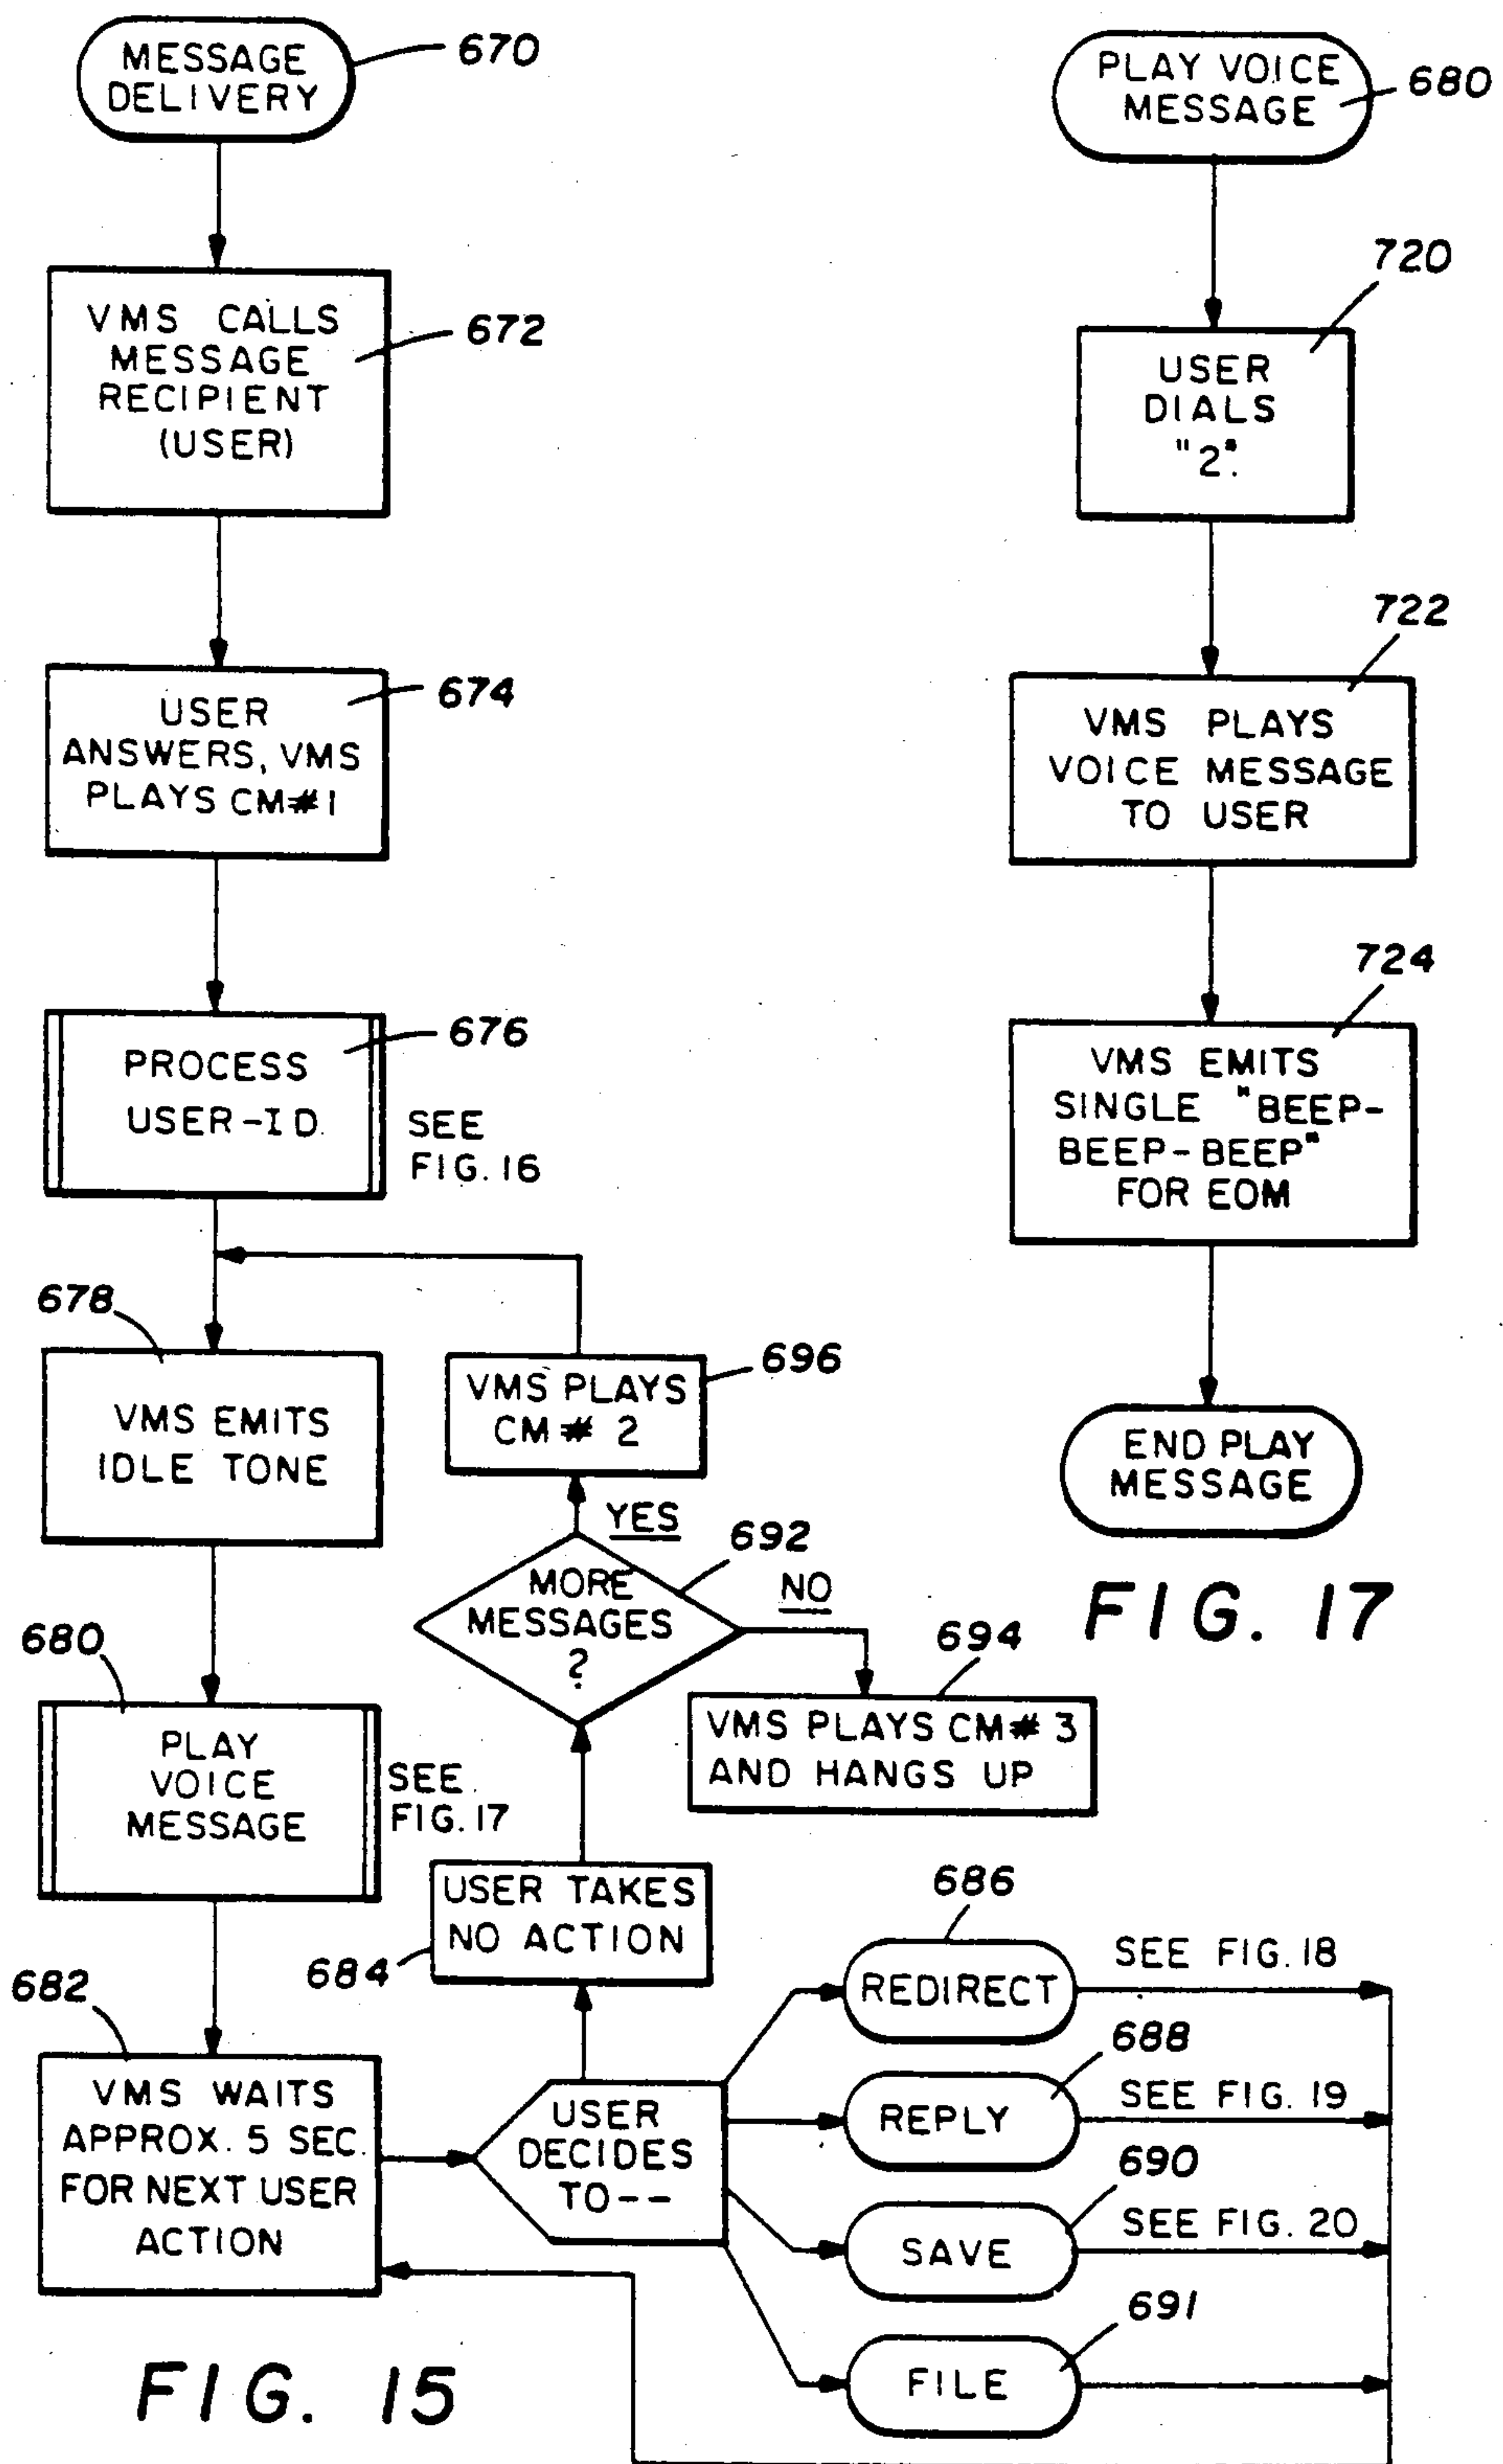 MESSAGE
DELIVERY
670
VMS CALLS
MESSAGE
RECIPIENT
(USER)
672
USER
ANSWERS, VMS
PLAYS CM#1
674
PROCESS
USER-ID.
676
SEE
FIG. 16
678
VMS EMITS
IDLE TONE
VMS PLAYS
CM# 2
696
YES
MORE
MESSAGES
?
692
NO
694
VMS PLAYS CM# 3
AND HANGS UP
680
PLAY
VOICE
MESSAGE
SEE
FIG. 17
USER TAKES
NO ACTION
684
682
VMS WAITS
APPROX. 5 SEC.
FOR NEXT USER
ACTION
USER
DECIDES
TO--
686
REDIRECT
SEE FIG. 18
688
REPLY
SEE FIG. 19
690
SAVE
SEE FIG. 20
691
FILE
FIG. 15
PLAY VOICE
MESSAGE
680
720
USER
DIALS
"2".
722
VMS PLAYS
VOICE MESSAGE
TO USER
724
VMS EMITS
SINGLE "BEEP-
BEEP-BEEP"
FOR EOM
END PLAY
MESSAGE
FIG. 17